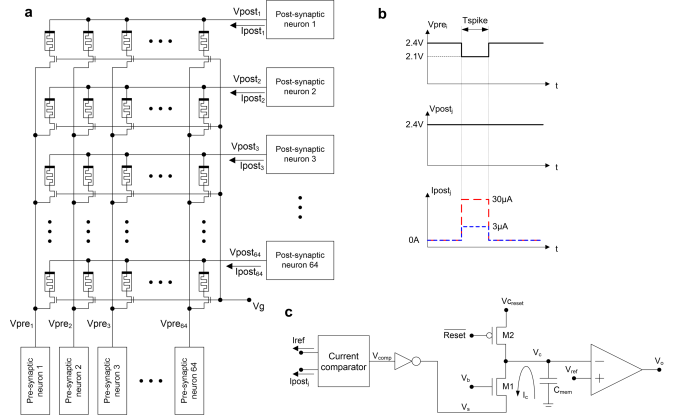 a
Vpost1
Ipost1
Post-synaptic
neuron 1
Vpost2
Ipost2
Post-synaptic
neuron 2
Vpost3
Ipost3
Post-synaptic
neuron 3
Vpost64
Ipost64
Post-synaptic
neuron 64
Vg
Vpre1
Vpre2
Vpre3
Vpre64
Pre-synaptic
neuron 1
Pre-synaptic
neuron 2
Pre-synaptic
neuron 3
Pre-synaptic
neuron 64
b
Vprei
Tspike
2.4V
2.1V
t
Vpostj
2.4V
t
Ipostj
30µA
3µA
0A
t
c
Iref
Ipostj
Current
comparator
Vcomp
Vcreset
Reset
M2
Vb
M1
Vs
Ic
Vc
Cmem
Vref
−
+
Vo